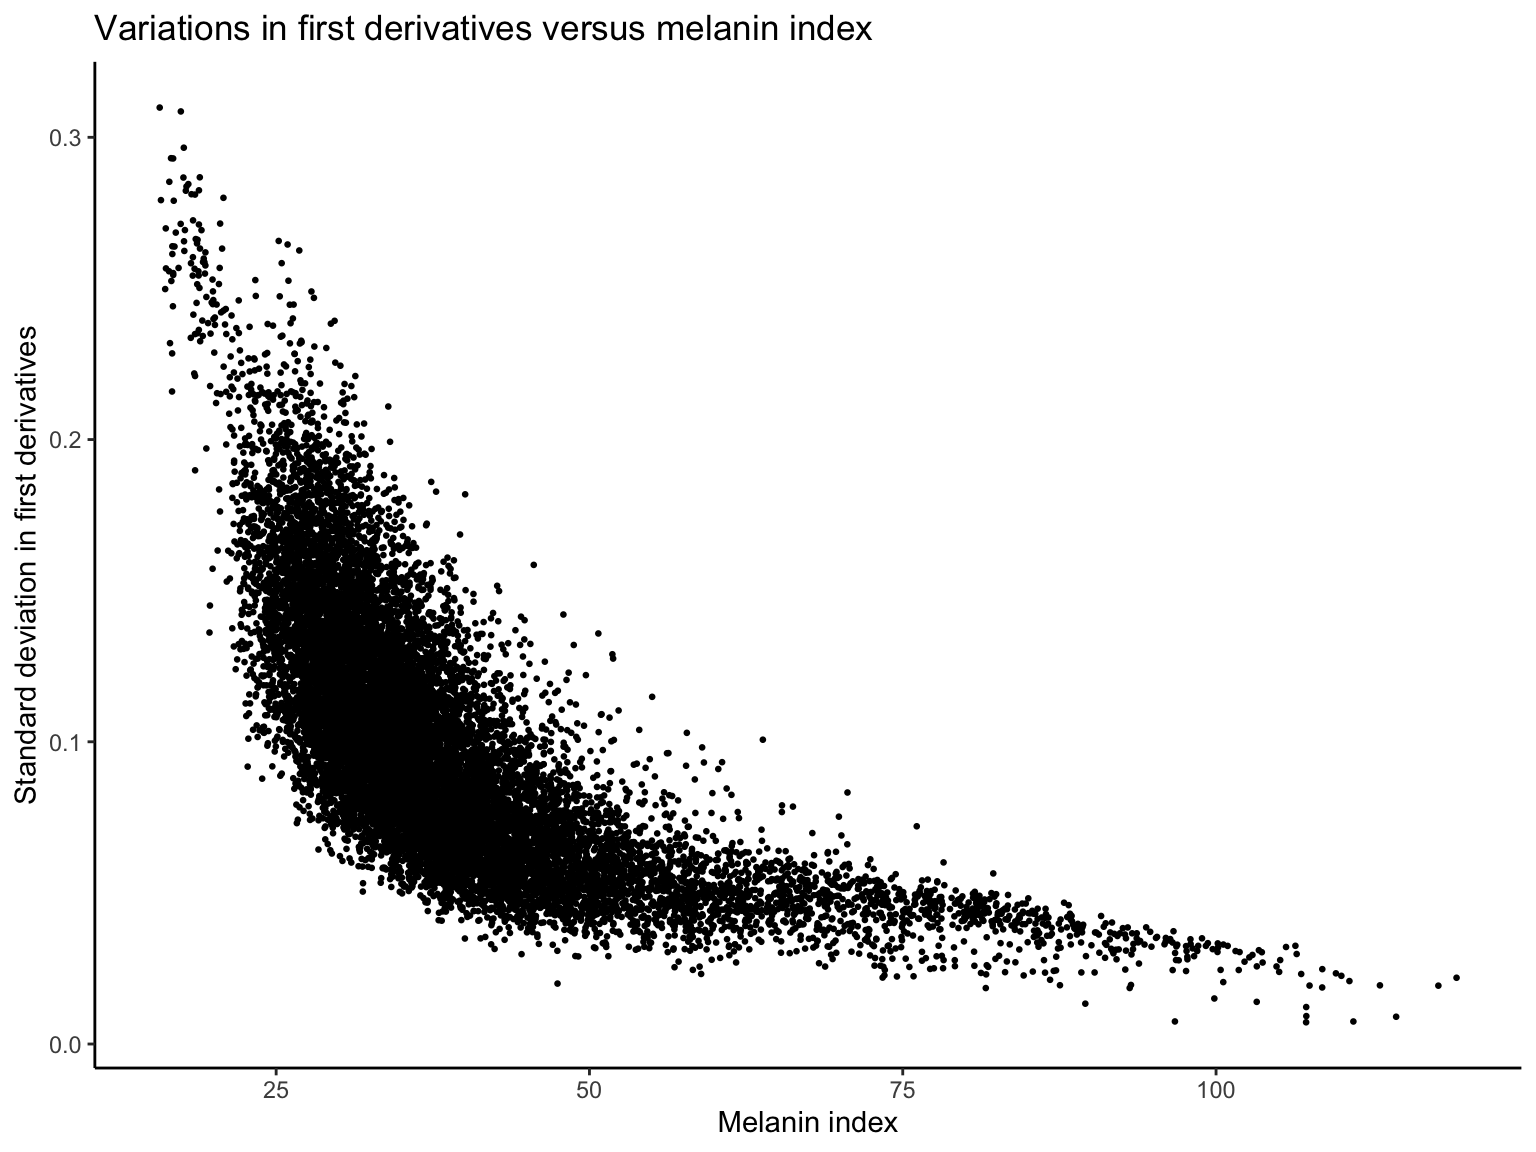 Variations in first derivatives versus melanin index
Standard deviation in first derivatives
0.3
0.2
0.1
0.0
25 50 75 100
Melanin index